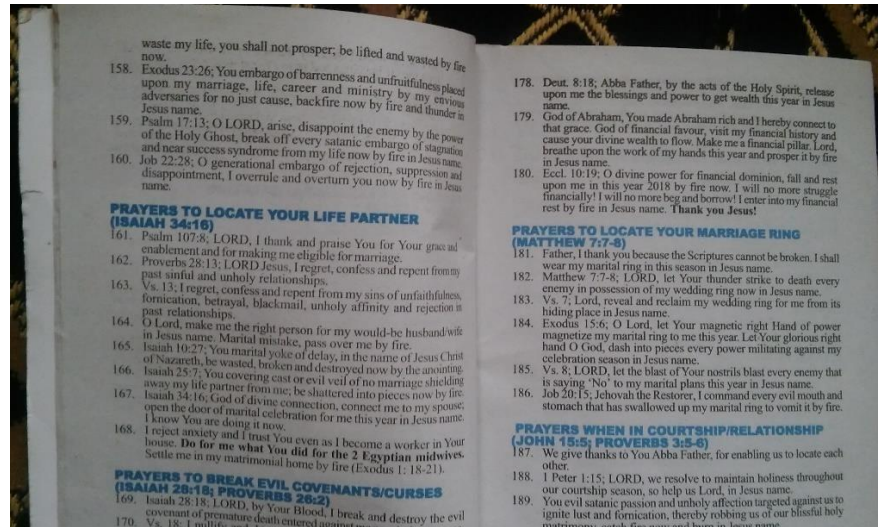 waste my life, you shall not prosper; be lifted and wasted by fire
now.
158. Exodus 23:26; You embargo of barrenness and unfruitfulness placed
upon my marriage, life, career and ministry by my envious
adversaries for no just cause, backfire now by fire and thunder in
Jesus name.
159. Psalm 17:13; O LORD, arise, disappoint the enemy by the power
of the Holy Ghost, break off every satanic embargo of stagnation
and near success syndrome from my life now by fire in Jesus name.
160. Job 22:28; O generational embargo of rejection, suppression and
disappointment, I overrule and overturn you now by fire in Jesus
name.
PRAYERS TO LOCATE YOUR LIFE PARTNER
(ISAIAH 34:16)
161. Psalm 107:8; LORD, I thank and praise You for Your grace and
enablement and for making me eligible for marriage.
162. Proverbs 28:13; LORD Jesus, I regret, confess and repent from my
past sinful and unholy relationships.
163. Vs. 13; I regret, confess and repent from my sins of unfaithfulness,
fornication, betrayal, blackmail, unholy affinity and rejection in
past relationships.
164. O Lord, make me the right person for my would-be husband/wife
in Jesus name. Marital mistake, pass over me by fire.
165. Isaiah 10:27; You marital yoke of delay, in the name of Jesus Christ
of Nazareth, be wasted, broken and destroyed now by the anointing.
166. Isaiah 25:7; You covering cast or evil veil of no marriage shielding
away my life partner from me; be shattered into pieces now by fire.
167. Isaiah 34:16; God of divine connection, connect me to my spouse;
open the door of marital celebration for me this year in Jesus name.
I know You are doing it now.
168. I reject anxiety and I trust You even as I become a worker in Your
house. Do for me what You did for the 2 Egyptian midwives.
Settle me in my matrimonial home by fire (Exodus 1: 18-21).
PRAYERS TO BREAK EVIL COVENANTS/CURSES
(ISAIAH 28:18; PROVERBS 26:2)
169. Isaiah 28:18; LORD, by Your Blood, I break and destroy the evil
covenant of premature death entered against
170. Vs. 18; I nullify and
178. Deut. 8:18; Abba Father, by the acts of the Holy Spirit, release
upon me the blessings and power to get wealth this year in Jesus
name.
179. God of Abraham, You made Abraham rich and I hereby connect to
that grace. God of financial favour, visit my financial history and
cause your divine wealth to flow. Make me a financial pillar. Lord,
breathe upon the work of my hands this year and prosper it by fire
in Jesus name.
180. Eccl. 10:19; O divine power for financial dominion, fall and rest
upon me in this year 2018 by fire now. I will no more struggle
financially! I will no more beg and borrow! I enter into my financial
rest by fire in Jesus name. Thank you Jesus!
PRAYERS TO LOCATE YOUR MARRIAGE RING
(MATTHEW 7:7-8)
181. Father, I thank you because the Scriptures cannot be broken. I shall
wear my marital ring in this season in Jesus name.
182. Matthew 7:7-8; LORD, let Your thunder strike to death every
enemy in possession of my wedding ring now in Jesus name.
183. Vs. 7; Lord, reveal and reclaim my wedding ring for me from its
hiding place in Jesus name.
184. Exodus 15:6; O Lord, let Your magnetic right Hand of power
magnetize my marital ring to me this year. Let Your glorious right
hand O God, dash into pieces every power militating against my
celebration season in Jesus name.
185. Vs. 8; LORD, let the blast of Your nostrils blast every enemy that
is saying 'No' to my marital plans this year in Jesus name.
186. Job 20:15; Jehovah the Restorer, I command every evil mouth and
stomach that has swallowed up my marital ring to vomit it by fire.
PRAYERS WHEN IN COURTSHIP/RELATIONSHIP
(JOHN 15:5; PROVERBS 3:5-6)
187. We give thanks to You Abba Father, for enabling us to locate each
other.
188. 1 Peter 1:15; LORD, we resolve to maintain holiness throughout
our courtship season, so help us Lord, in Jesus name.
189. You evil satanic passion and unholy affection targeted against us to
ignite lust and fornication, thereby robbing us of our blissful holy